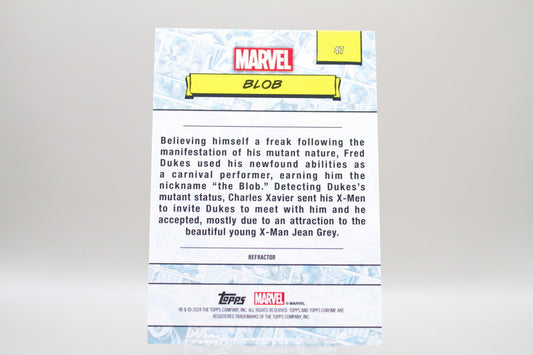 47
MARVEL
BLOB
Believing himself a freak following the
manifestation of his mutant nature, Fred
Dukes used his newfound abilities as
a carnival performer, earning him the
nickname “the Blob.” Detecting Dukes’s
mutant status, Charles Xavier sent his X-Men
to invite Dukes to meet with him and he
accepted, mostly due to an attraction to the
beautiful young X-Man Jean Grey.
REFRACTOR
Topps MARVEL © MARVEL
® & © 2024 THE TOPPS COMPANY, INC. ALL RIGHTS RESERVED. TOPPS AND TOPPS CHROME ARE
REGISTERED TRADEMARKS OF THE TOPPS COMPANY, INC.